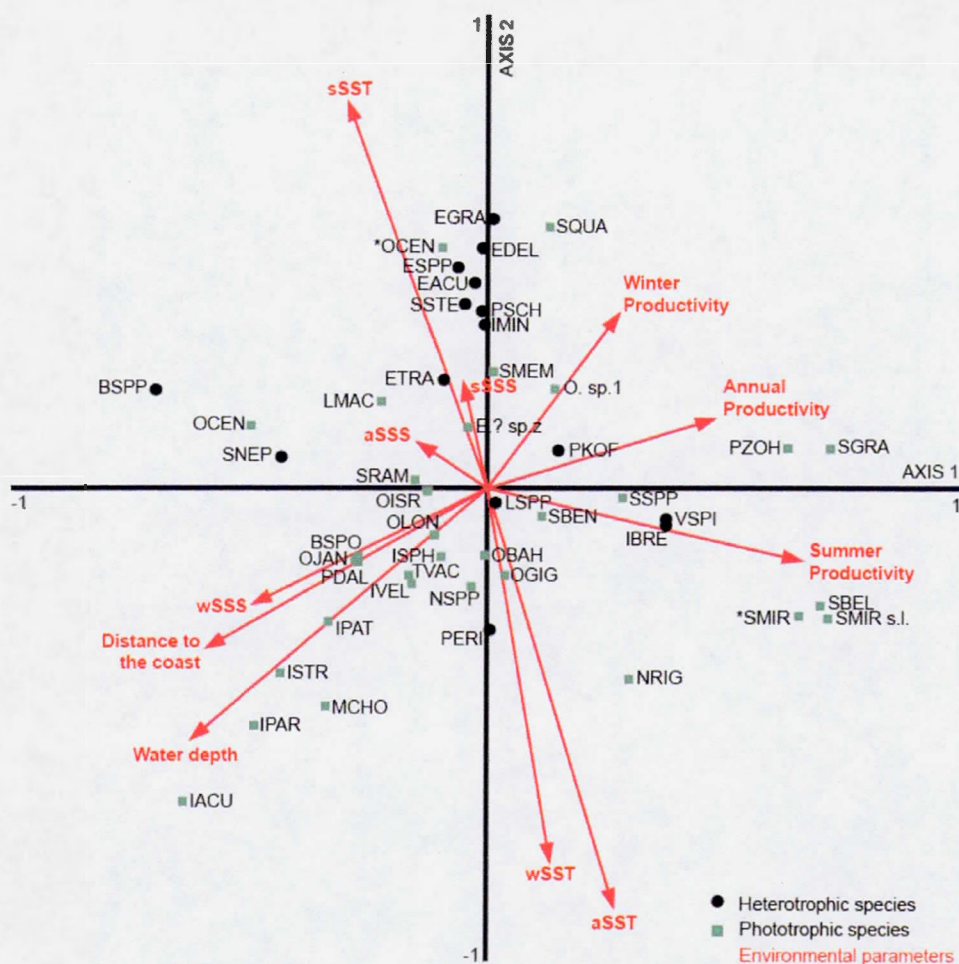 1
AXIS 2
sSST
EGRA
SQUA
*OCEN
EDEL
ESPP
EACU
Winter
Productivity
SSTE
PSCH
IMIN
SMEM
ETRA
sSSS
O. sp.1
BSPP
LMAC
Annual
Productivity
OCEN
E.? sp.z
aSSS
SNEP
PKOF
PZOH
SGRA
SRAM
AXIS 1
-1
1
OISR
LSPP
SSPP
OLON
SBEN
VSPI
IBRE
BSPO
OJAN
ISPH
OBAH
Summer
Productivity
PDAL
TVAC
OGIG
IVEL
NSPP
wSSS
SBEL
*SMIR
SMIR s.l.
IPAT
PERI
Distance to
the coast
ISTR
NRIG
MCHO
IPAR
Water depth
IACU
wSST
aSST
Heterotrophic species
Phototrophic species
Environmental parameters
-1